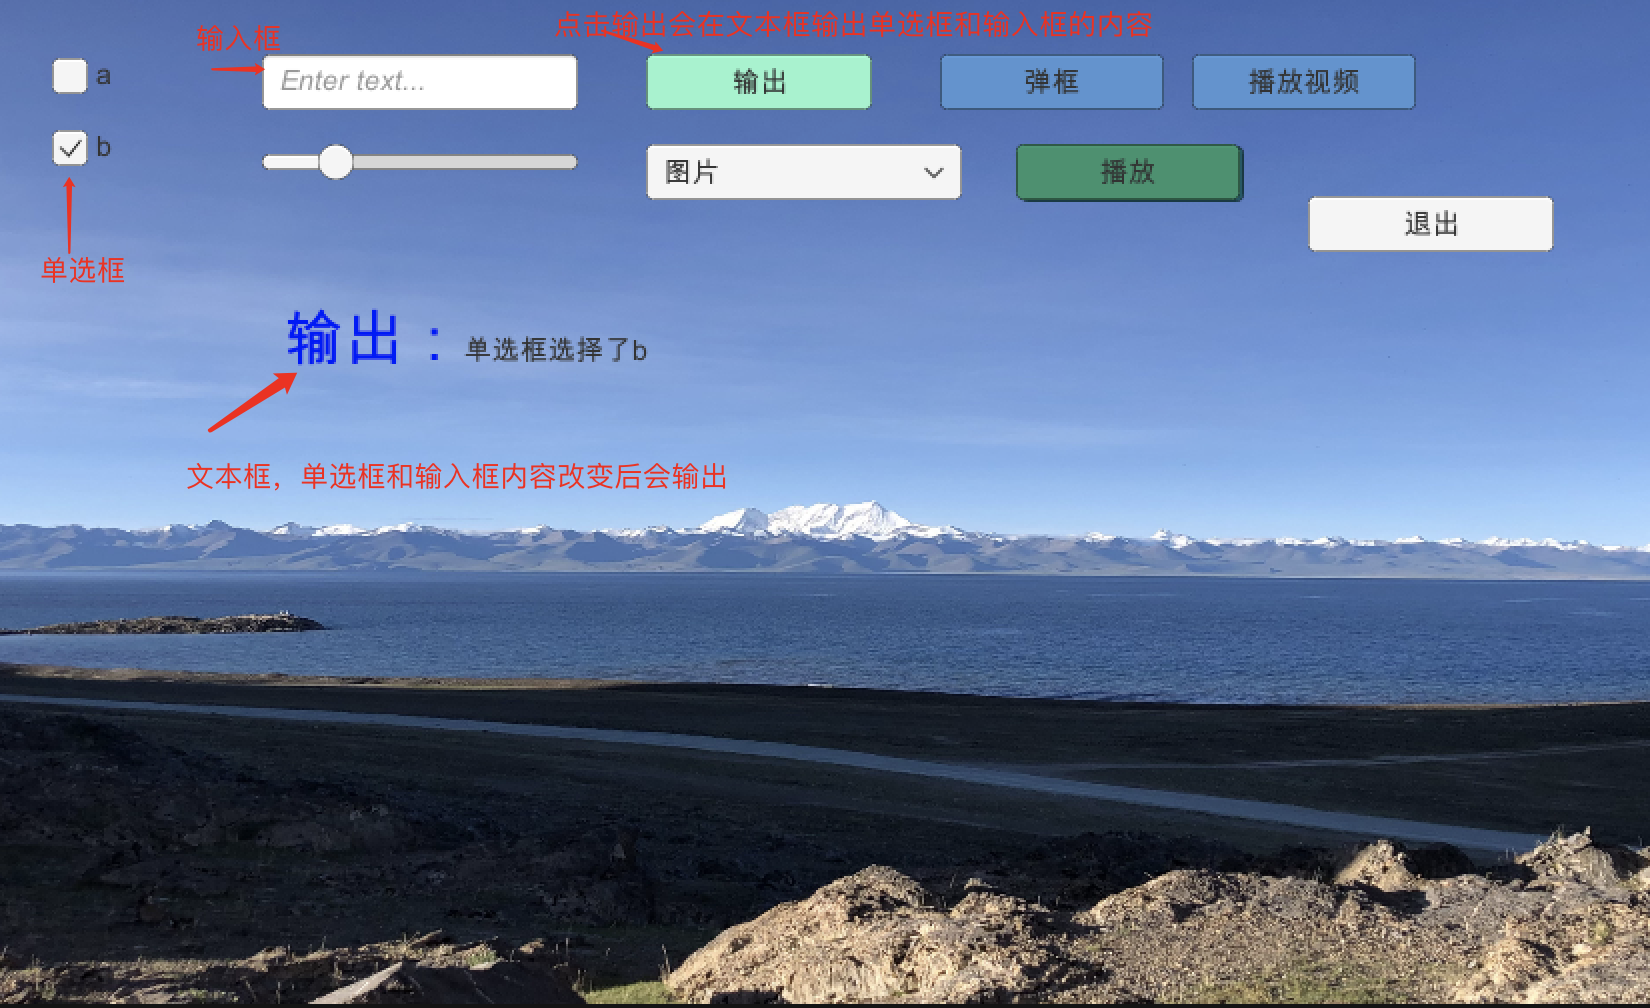 点击输出会在文本框输出单选框和输入框的内容
输入框
a
Enter text...
输出
弹框
播放视频
b
图片
播放
退出
单选框
输出：单选框选择了b
文本框，单选框和输入框内容改变后会输出